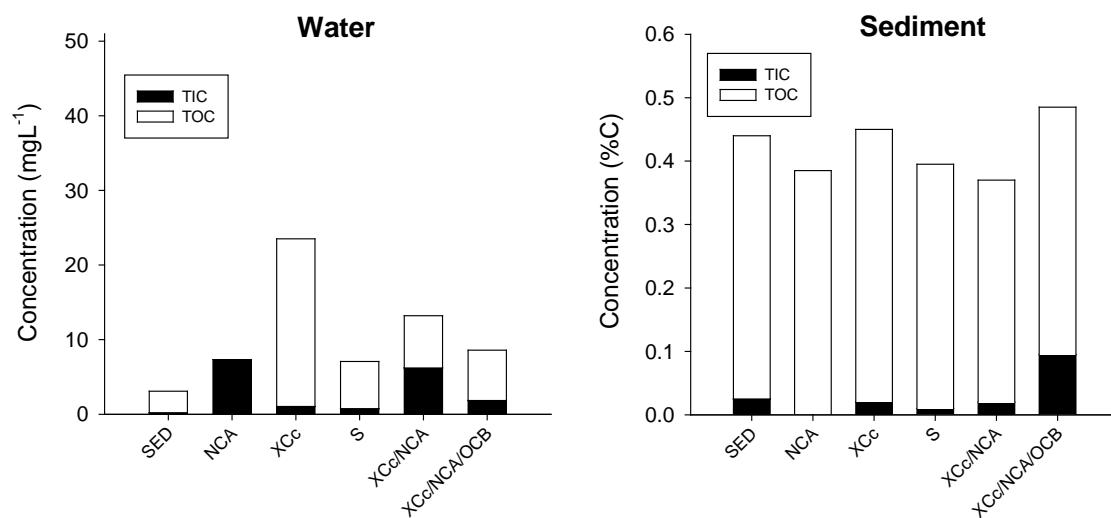 Water
Concentration (mgL⁻¹)
50
40
30
20
10
0
TIC
TOC
SED
NCA
XCc
S
XCc/NCA
XCc/NCA/OCB
Sediment
Concentration (%C)
0.6
0.5
0.4
0.3
0.2
0.1
0.0
TIC
TOC
SED
NCA
XCc
S
XCc/NCA
XCc/NCA/OCB